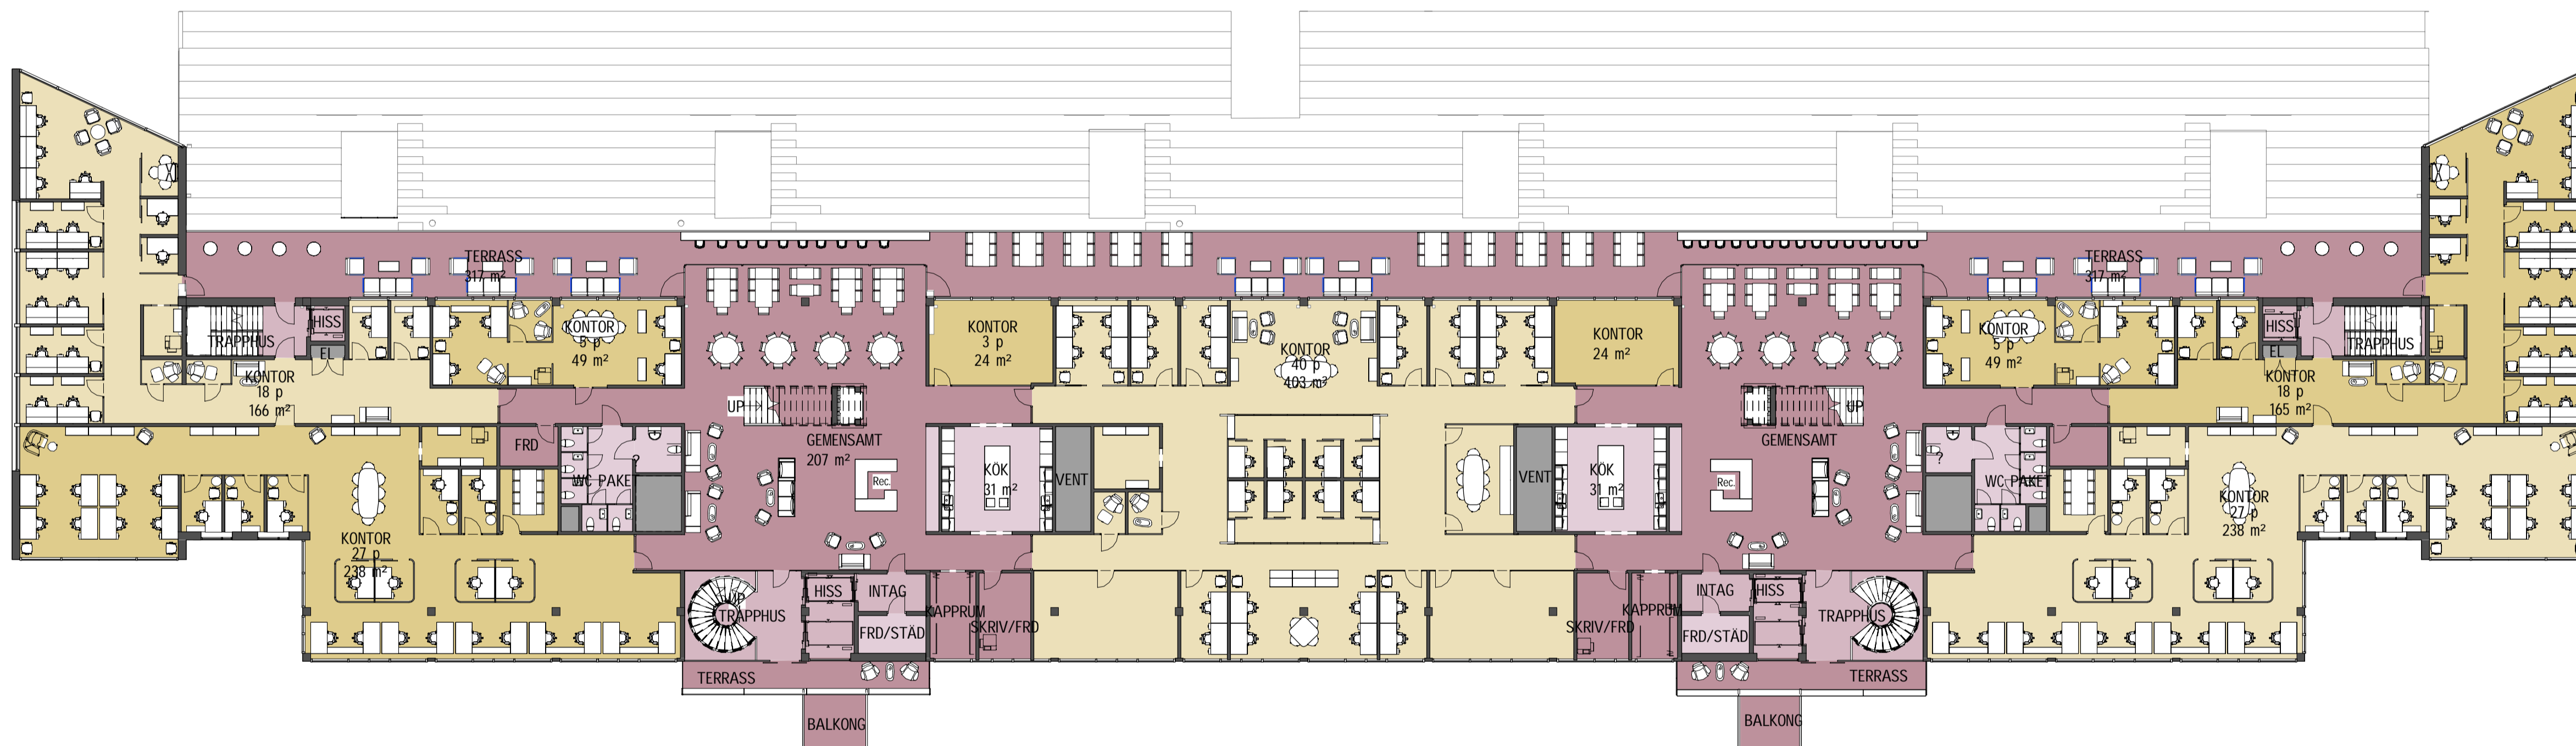 TERRASS
317 m²
TERRASS
317 m²
HISS
TRAPPHUS
EL
KONTOR
5 p
49 m²
KONTOR
3 p
24 m²
KONTOR
40 p
403 m²
KONTOR
24 m²
KONTOR
5 p
49 m²
HISS
EL
TRAPPHUS
KONTOR
18 p
166 m²
UP
UP
KONTOR
18 p
165 m²
FRD
GEMENSAMT
207 m²
GEMENSAMT
WC PAKET
?
Rec.
KÖK
31 m²
VENT
VENT
KÖK
31 m²
Rec.
?
WC PAKET
KONTOR
27 p
238 m²
KONTOR
27 p
238 m²
UP
TRAPPHUS
HISS
INTAG
FRD/STÄD
KAPPRUM
SKRIV/FRD
SKRIV/FRD
KAPPRUM
INTAG
FRD/STÄD
HISS
TRAPPHUS
TERRASS
TERRASS
BALKONG
BALKONG